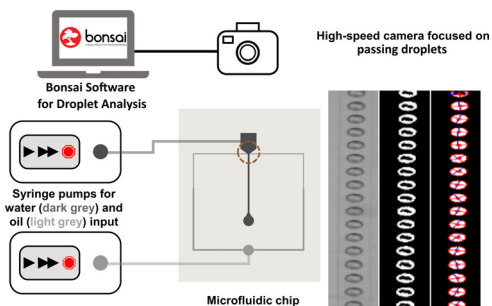 bonsai
High-speed camera focused on
passing droplets
Bonsai Software
for Droplet Analysis
Syringe pumps for
water (dark grey) and
oil (light grey) input
Microfluidic chip